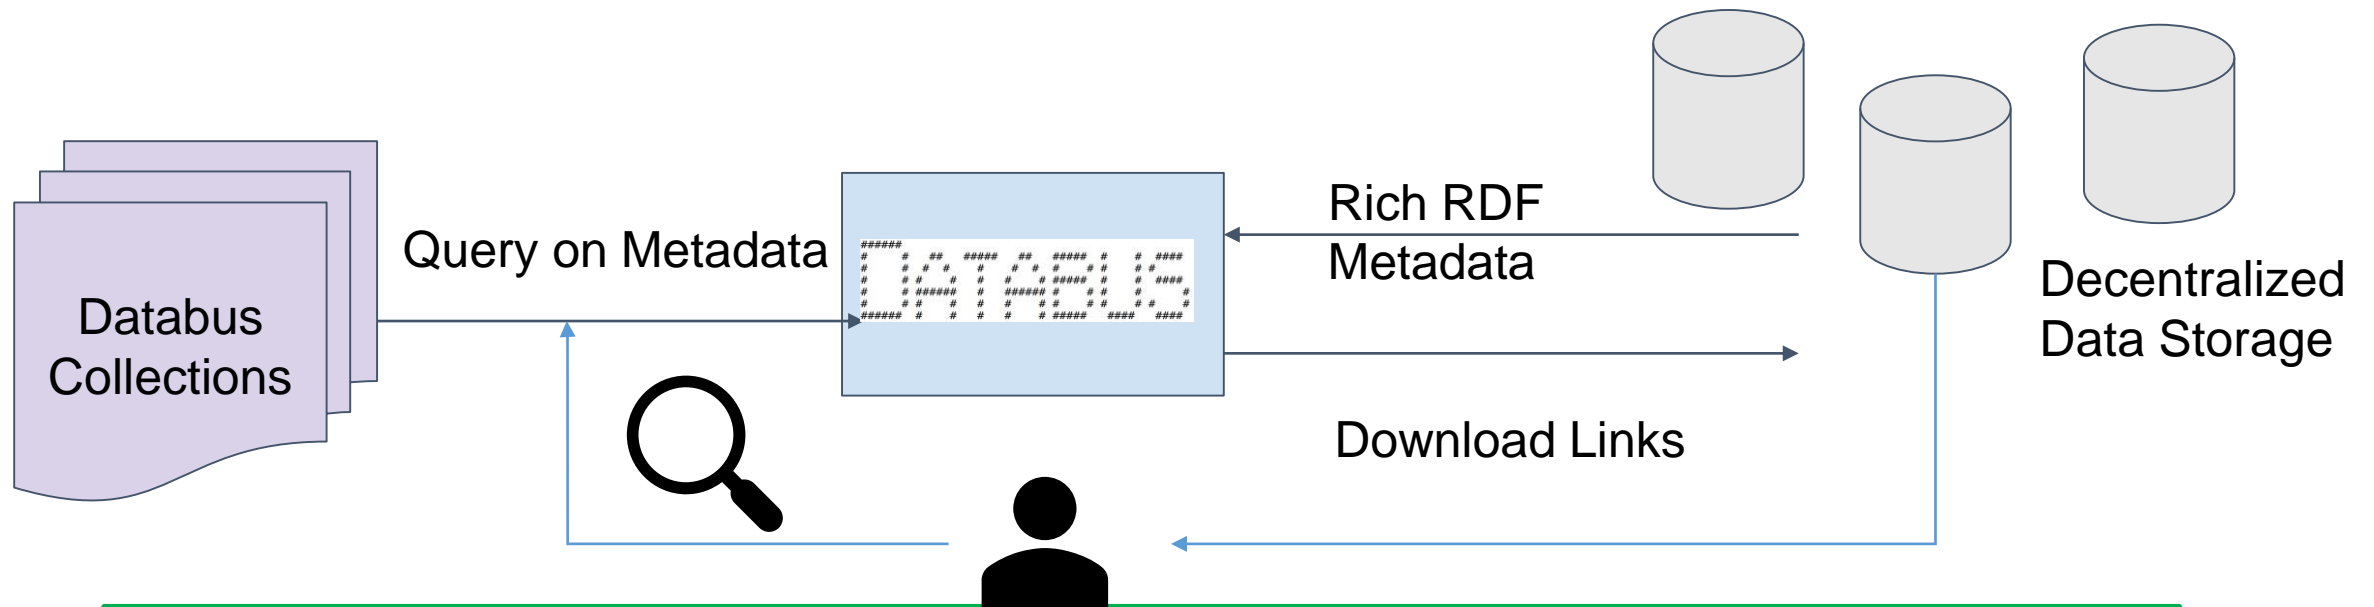 Databus
Collections
Query on Metadata
DATABUS
Rich RDF
Metadata
Download Links
Decentralized
Data Storage